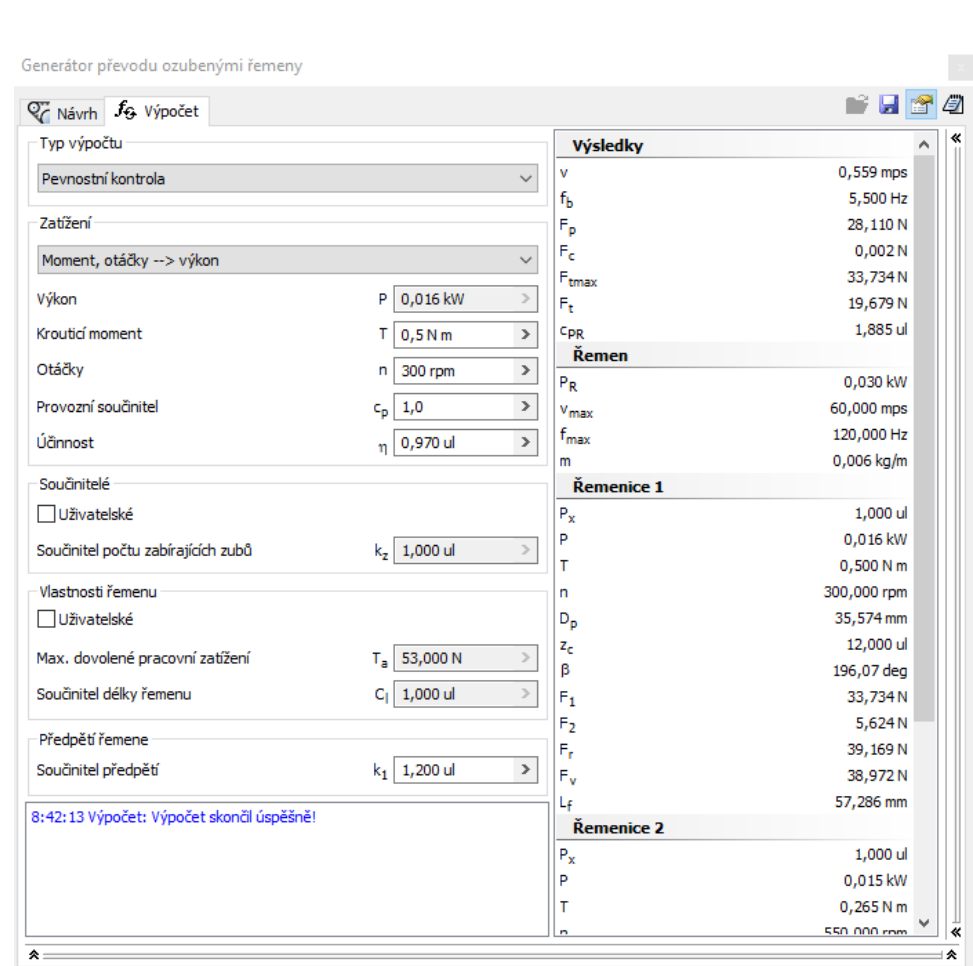 Generátor převodu ozubenými řemeny
Návrh Výpočet
Typ výpočtu
Pevnostní kontrola
Zatížení
Moment, otáčky --> výkon
Výkon P 0,016 kW
Krouticí moment T 0,5 N m
Otáčky n 300 rpm
Provozní součinitel cp 1,0
Účinnost η 0,970 ul
Součinitelé
Uživatelské
Součinitel počtu zabírajících zubů kz 1,000 ul
Vlastnosti řemenu
Uživatelské
Max. dovolené pracovní zatížení Ta 53,000 N
Součinitel délky řemenu Cl 1,000 ul
Předpětí řemene
Součinitel předpětí k1 1,200 ul
8:42:13 Výpočet: Výpočet skončil úspěšně!
Výsledky
v 0,559 mps
fb 5,500 Hz
Fp 28,110 N
Fc 0,002 N
Ftmax 33,734 N
Ft 19,679 N
cPR 1,885 ul
Řemen
PR 0,030 kW
vmax 60,000 mps
fmax 120,000 Hz
m 0,006 kg/m
Řemenice 1
Px 1,000 ul
P 0,016 kW
T 0,500 N m
n 300,000 rpm
Dp 35,574 mm
zc 12,000 ul
β 196,07 deg
F1 33,734 N
F2 5,624 N
Fr 39,169 N
Fv 38,972 N
Lf 57,286 mm
Řemenice 2
Px 1,000 ul
P 0,015 kW
T 0,265 N m
n 550,000 rpm